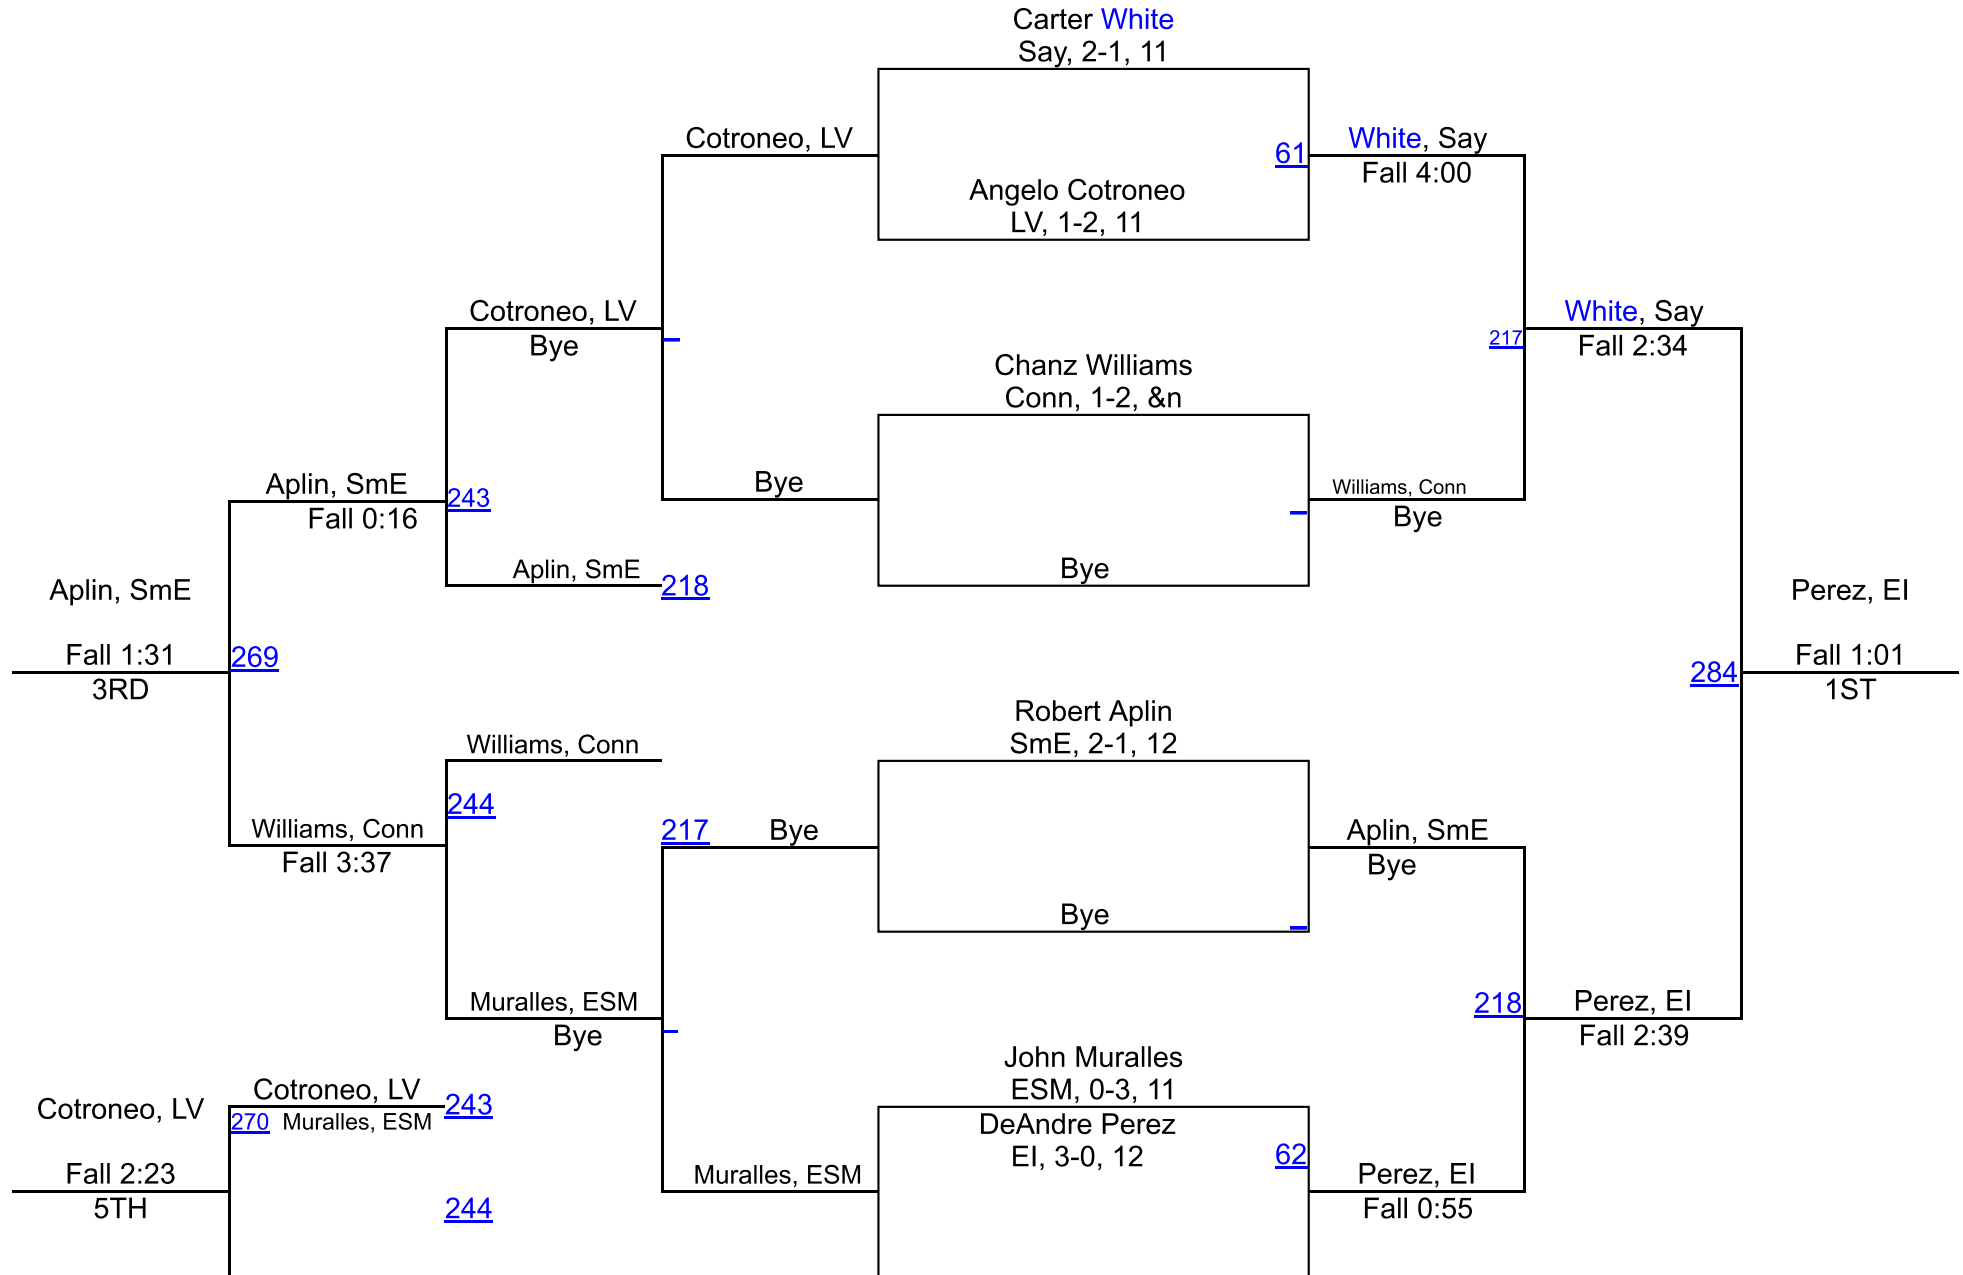 Carter White
Say, 2-1, 11
Cotroneo, LV
61
White, Say
Fall 4:00
Angelo Cotroneo
LV, 1-2, 11
Cotroneo, LV
Bye
217
White, Say
Fall 2:34
Chanz Williams
Conn, 1-2, &n
Aplin, SmE
Fall 0:16
243
Bye
Williams, Conn
Bye
Aplin, SmE
218
Bye
Aplin, SmE
Fall 1:31
3RD
269
Perez, EI
284
Fall 1:01
1ST
Robert Aplin
SmE, 2-1, 12
Williams, Conn
244
Williams, Conn
Fall 3:37
217
Bye
Aplin, SmE
Bye
Bye
Muralles, ESM
Bye
218
Perez, EI
Fall 2:39
John Muralles
ESM, 0-3, 11
Cotroneo, LV
Cotroneo, LV
243
270
Muralles, ESM
DeAndre Perez
EI, 3-0, 12
62
Fall 2:23
5TH
244
Muralles, ESM
Perez, EI
Fall 0:55